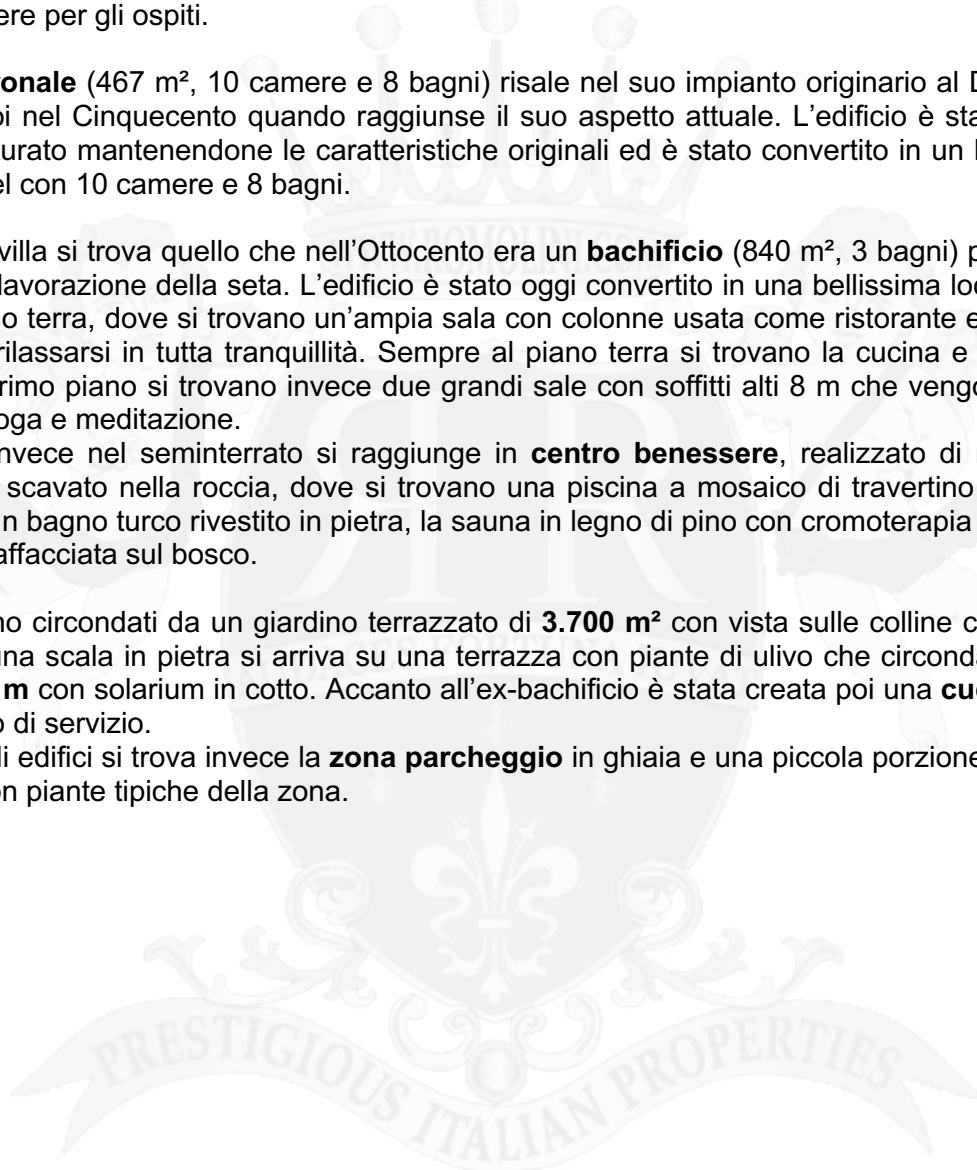 ere per gli ospiti.
onale (467 m², 10 camere e 8 bagni) risale nel suo impianto originario al
oi nel Cinquecento quando raggiunse il suo aspetto attuale. L’edificio è sta
urato mantenendone le caratteristiche originali ed è stato convertito in un
el con 10 camere e 8 bagni.
villa si trova quello che nell’Ottocento era un bachificio (840 m², 3 bagni) p
lavorazione della seta. L’edificio è stato oggi convertito in una bellissima loc
o terra, dove si trovano un’ampia sala con colonne usata come ristorante e
rilassarsi in tutta tranquillità. Sempre al piano terra si trovano la cucina e
rimo piano si trovano invece due grandi sale con soffitti alti 8 m che vengo
oga e meditazione.
nvece nel seminterrato si raggiunge in centro benessere, realizzato di
scavato nella roccia, dove si trovano una piscina a mosaico di travertino
n bagno turco rivestito in pietra, la sauna in legno di pino con cromoterapia
affacciata sul bosco.
no circondati da un giardino terrazzato di 3.700 m² con vista sulle colline c
una scala in pietra si arriva su una terrazza con piante di ulivo che circonda
m con solarium in cotto. Accanto all’ex-bachificio è stata creata poi una cuc
o di servizio.
li edifici si trova invece la zona parcheggio in ghiaia e una piccola porzione
on piante tipiche della zona.
WWW.ROMOLINI.COM
AUDACES FORTUNA
PRESTIGIOUS ITALIAN PROPERTIES